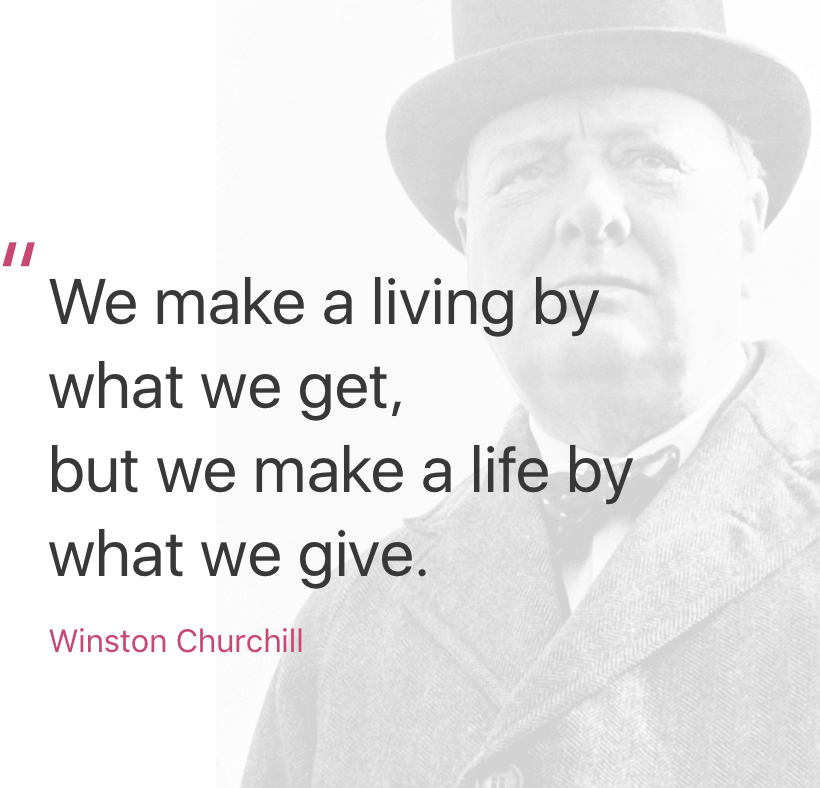 "
We make a living by
what we get,
but we make a life by
what we give.
Winston Churchill